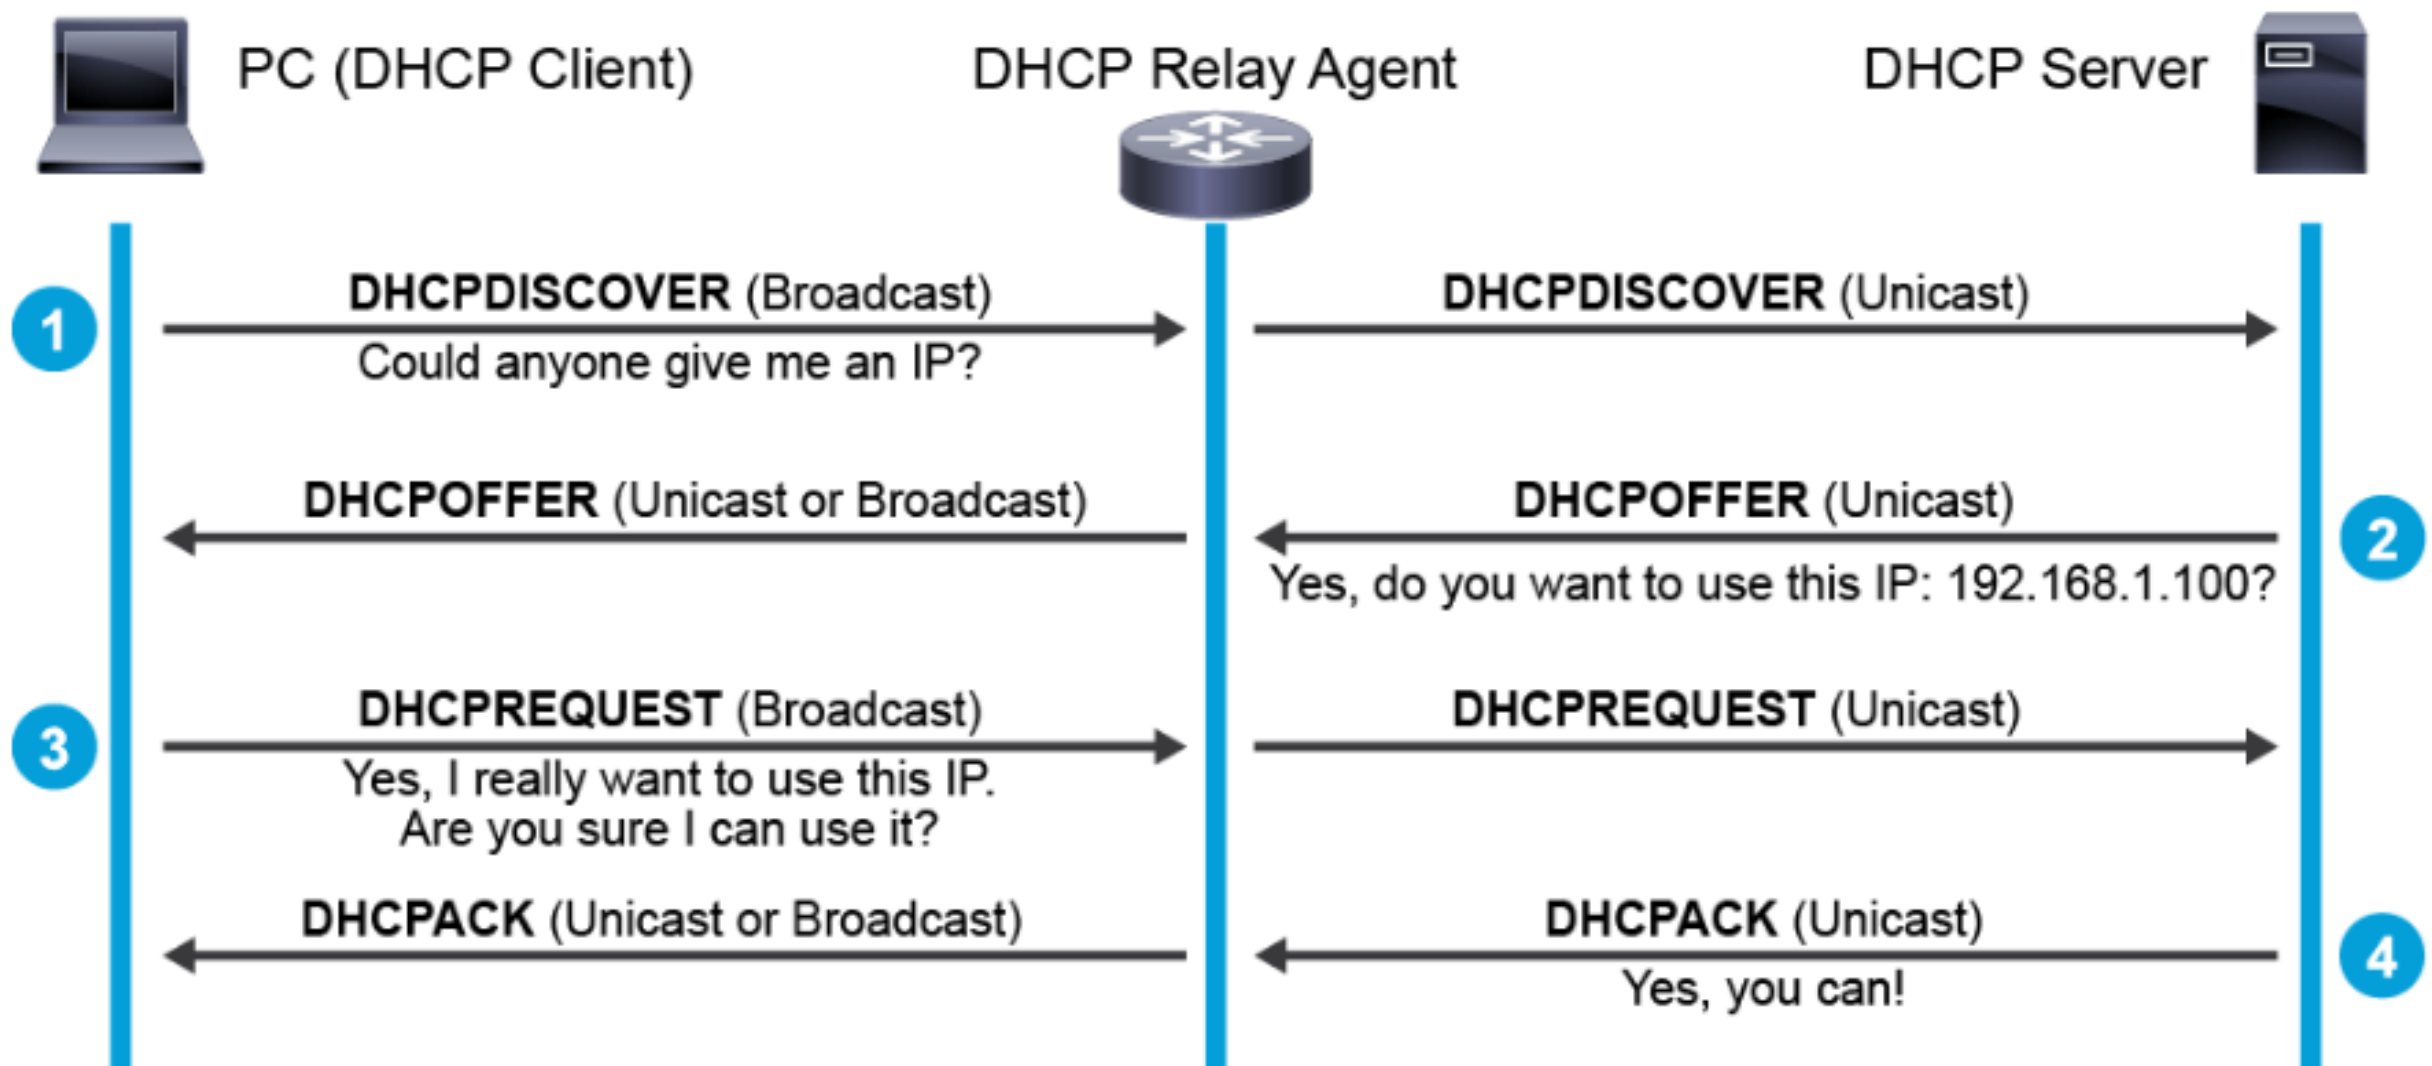 PC (DHCP Client)
DHCP Relay Agent
DHCP Server
1
DHCPDISCOVER (Broadcast)
Could anyone give me an IP?
DHCPDISCOVER (Unicast)
DHCPOFFER (Unicast or Broadcast)
DHCPOFFER (Unicast)
Yes, do you want to use this IP: 192.168.1.100?
2
3
DHCPREQUEST (Broadcast)
Yes, I really want to use this IP.
Are you sure I can use it?
DHCPREQUEST (Unicast)
DHCPACK (Unicast or Broadcast)
DHCPACK (Unicast)
Yes, you can!
4